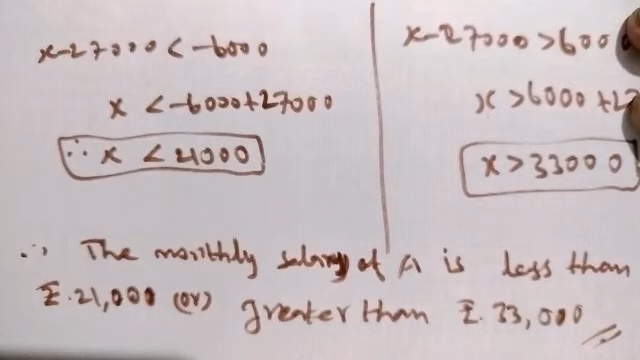 x-27000 < -6000
x < -6000+27000
∴ x < 21000
x-27000 > 600
x > 6000 + 2
x > 33000
∴ The monthly salary of A is less than
₹.21,000 (or) greater than ₹.33,000